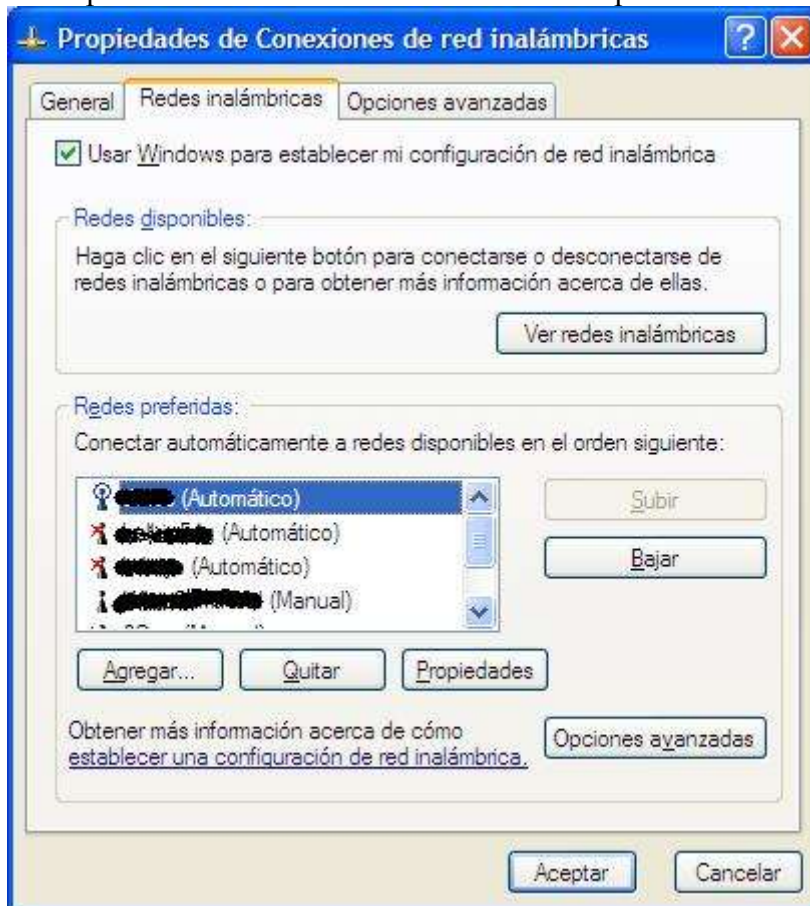 Propiedades de Conexiones de red inalámbricas
General
Redes inalámbricas
Opciones avanzadas
Usar Windows para establecer mi configuración de red inalámbrica
Redes disponibles:
Haga clic en el siguiente botón para conectarse o desconectarse de
redes inalámbricas o para obtener más información acerca de ellas.
Ver redes inalámbricas
Redes preferidas:
Conectar automáticamente a redes disponibles en el orden siguiente:
(Automático)
(Automático)
(Automático)
(Manual)
Subir
Bajar
Agregar...
Quitar
Propiedades
Obtener más información acerca de cómo
establecer una configuración de red inalámbrica.
Opciones avanzadas
Aceptar
Cancelar